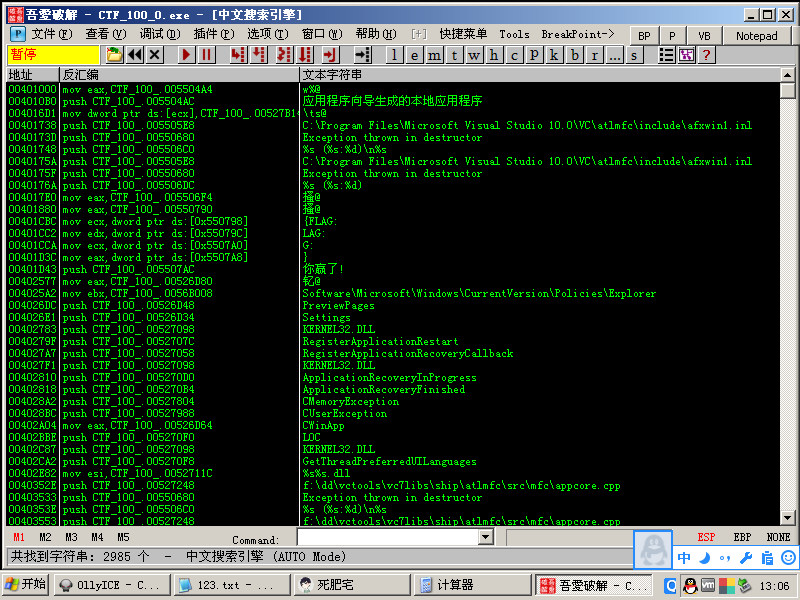 吾爱破解 - CTF_100_0.exe - [中文搜索引擎]
文件(F) 查看(V) 调试(D) 插件(P) 选项(T) 窗口(W) 帮助(H) [+] 快捷菜单 Tools BreakPoint-> BP P VB Notepad
暂停 l e m t w h c p k b r ... s ?
地址 反汇编 文本字符串
00401000 mov eax,CTF_100_.005504A4 w%@
004010B0 push CTF_100_.005504AC 应用程序向导生成的本地应用程序
004016D1 mov dword ptr ds:[ecx],CTF_100_.00527B14 \ts@
00401738 push CTF_100_.005505E8 C:\Program Files\Microsoft Visual Studio 10.0\VC\atlmfc\include\afxwin1.inl
0040173D push CTF_100_.00550680 Exception thrown in destructor
00401748 push CTF_100_.005506C0 %s (%s:%d)\n%s
0040175A push CTF_100_.005505E8 C:\Program Files\Microsoft Visual Studio 10.0\VC\atlmfc\include\afxwin1.inl
0040175F push CTF_100_.00550680 Exception thrown in destructor
0040176A push CTF_100_.005506DC %s (%s:%d)
004017E0 mov eax,CTF_100_.005506F4 @
00401880 mov eax,CTF_100_.00550790 @
00401CBC mov ecx,dword ptr ds:[0x550798] {FLAG:
00401CC2 mov edx,dword ptr ds:[0x55079C] LAG:
00401CCA mov eax,dword ptr ds:[0x5507A0] G:
00401D3C mov eax,dword ptr ds:[0x5507A8] }
00401D43 push CTF_100_.005507AC 你赢了!
00402577 mov eax,CTF_100_.00526D80 @
004025A2 mov ebx,CTF_100_.0056B008 Software\Microsoft\Windows\CurrentVersion\Policies\Explorer
004026DC push CTF_100_.00526D48 PreviewPages
004026E1 push CTF_100_.00526D34 Settings
00402783 push CTF_100_.00527098 KERNEL32.DLL
0040279F push CTF_100_.0052707C RegisterApplicationRestart
004027A7 push CTF_100_.00527058 RegisterApplicationRecoveryCallback
004027F1 push CTF_100_.00527098 KERNEL32.DLL
00402810 push CTF_100_.005270D0 ApplicationRecoveryInProgress
00402818 push CTF_100_.005270B4 ApplicationRecoveryFinished
004028A2 push CTF_100_.00527804 CMemoryException
004028BC push CTF_100_.00527988 CUserException
00402A04 mov eax,CTF_100_.00526D64 CWinApp
00402BBE push CTF_100_.005270F0 LOC
00402C87 push CTF_100_.00527098 KERNEL32.DLL
00402CA2 push CTF_100_.005270F8 GetThreadPreferredUILanguages
00402E82 mov esi,CTF_100_.0052711C %s%s.dll
0040352E push CTF_100_.00527248 f:\dd\vctools\vc7libs\ship\atlmfc\src\mfc\appcore.cpp
00403533 push CTF_100_.00550680 Exception thrown in destructor
0040353E push CTF_100_.005506C0 %s (%s:%d)\n%s
00403553 push CTF_100_.00527248 f:\dd\vctools\vc7libs\ship\atlmfc\src\mfc\appcore.cpp
M1 M2 M3 M4 M5 Command: ESP EBP NONE
共找到字符串: 2985 个 - 中文搜索引擎 (AUTO Mode)
中
开始 OllyICE - C... 123.txt - ... 死肥宅 计算器 吾爱破解 - C... 13:06